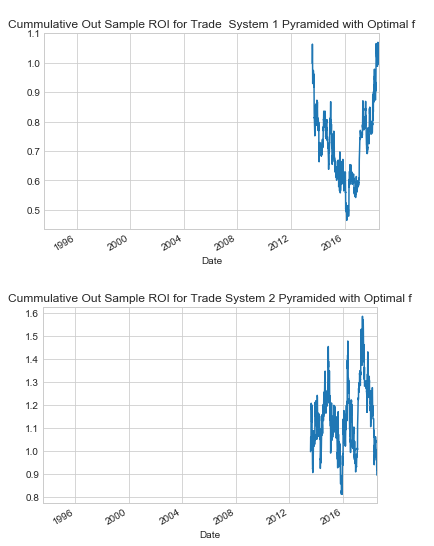 Cummulative Out Sample ROI for Trade  System 1 Pyramided with Optimal f
1.1
1.0
0.9
0.8
0.7
0.6
0.5
1996 2000 2004 2008 2012 2016
Date
Cummulative Out Sample ROI for Trade System 2 Pyramided with Optimal f
1.6
1.5
1.4
1.3
1.2
1.1
1.0
0.9
0.8
1996 2000 2004 2008 2012 2016
Date